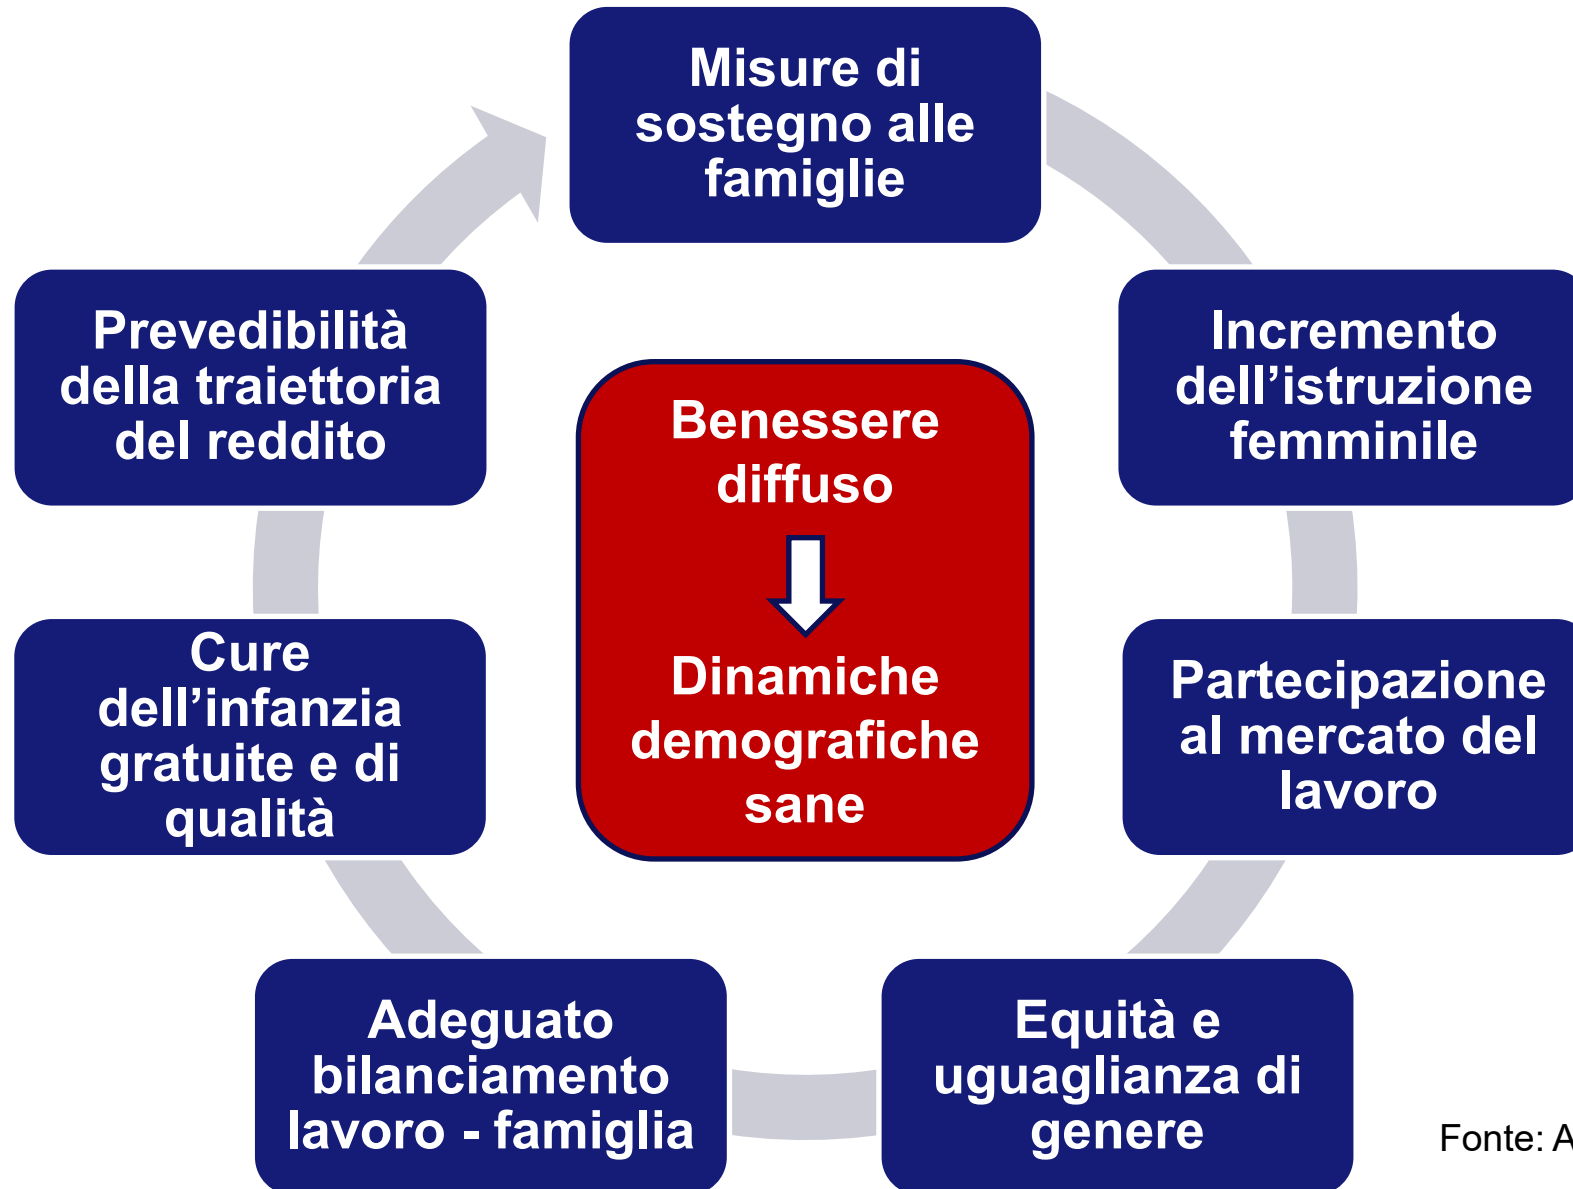 Misure di
sostegno alle
famiglie
Incremento
dell’istruzione
femminile
Partecipazione
al mercato del
lavoro
Equità e
uguaglianza di
genere
Adeguato
bilanciamento
lavoro - famiglia
Cure
dell’infanzia
gratuite e di
qualità
Prevedibilità
della traiettoria
del reddito
Benessere
diffuso
Dinamiche
demografiche
sane
Fonte: A